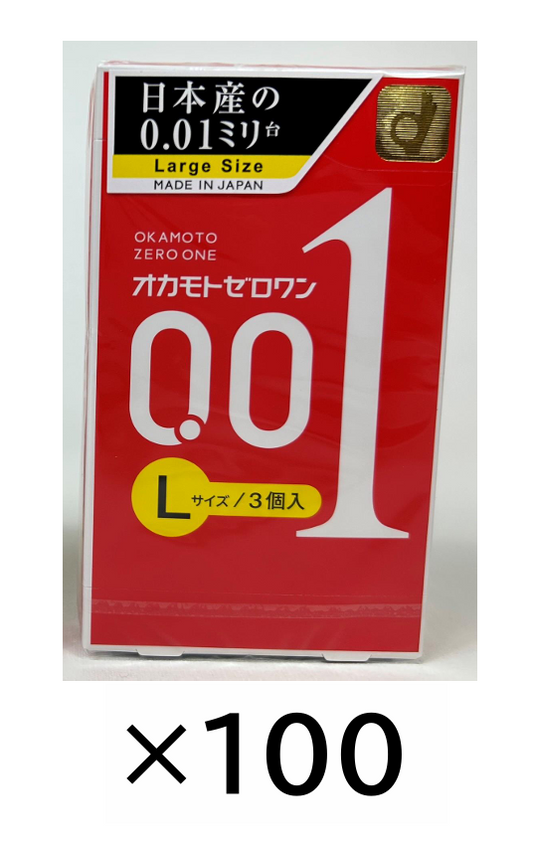 日本産の
0.01ミリ台
Large Size
MADE IN JAPAN
OKAMOTO
ZERO ONE
オカモトゼロワン
0.01
Lサイズ/3個入
×100